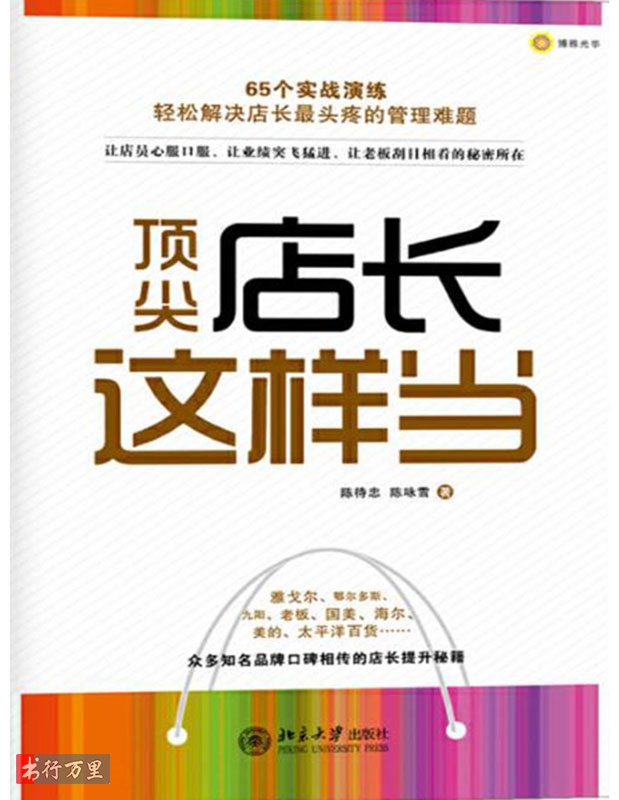 博雅光华
65个实战演练
轻松解决店长最头疼的管理难题
让店员心服口服、让业绩突飞猛进、让老板刮目相看的秘密所在
顶尖店长
这样当
陈待忠 陈咏雪 著
雅戈尔、鄂尔多斯、
九阳、老板、国美、海尔、
美的、太平洋百货……
众多知名品牌口碑相传的店长提升秘籍
北京大学出版社
PEKING UNIVERSITY PRESS
书行万里